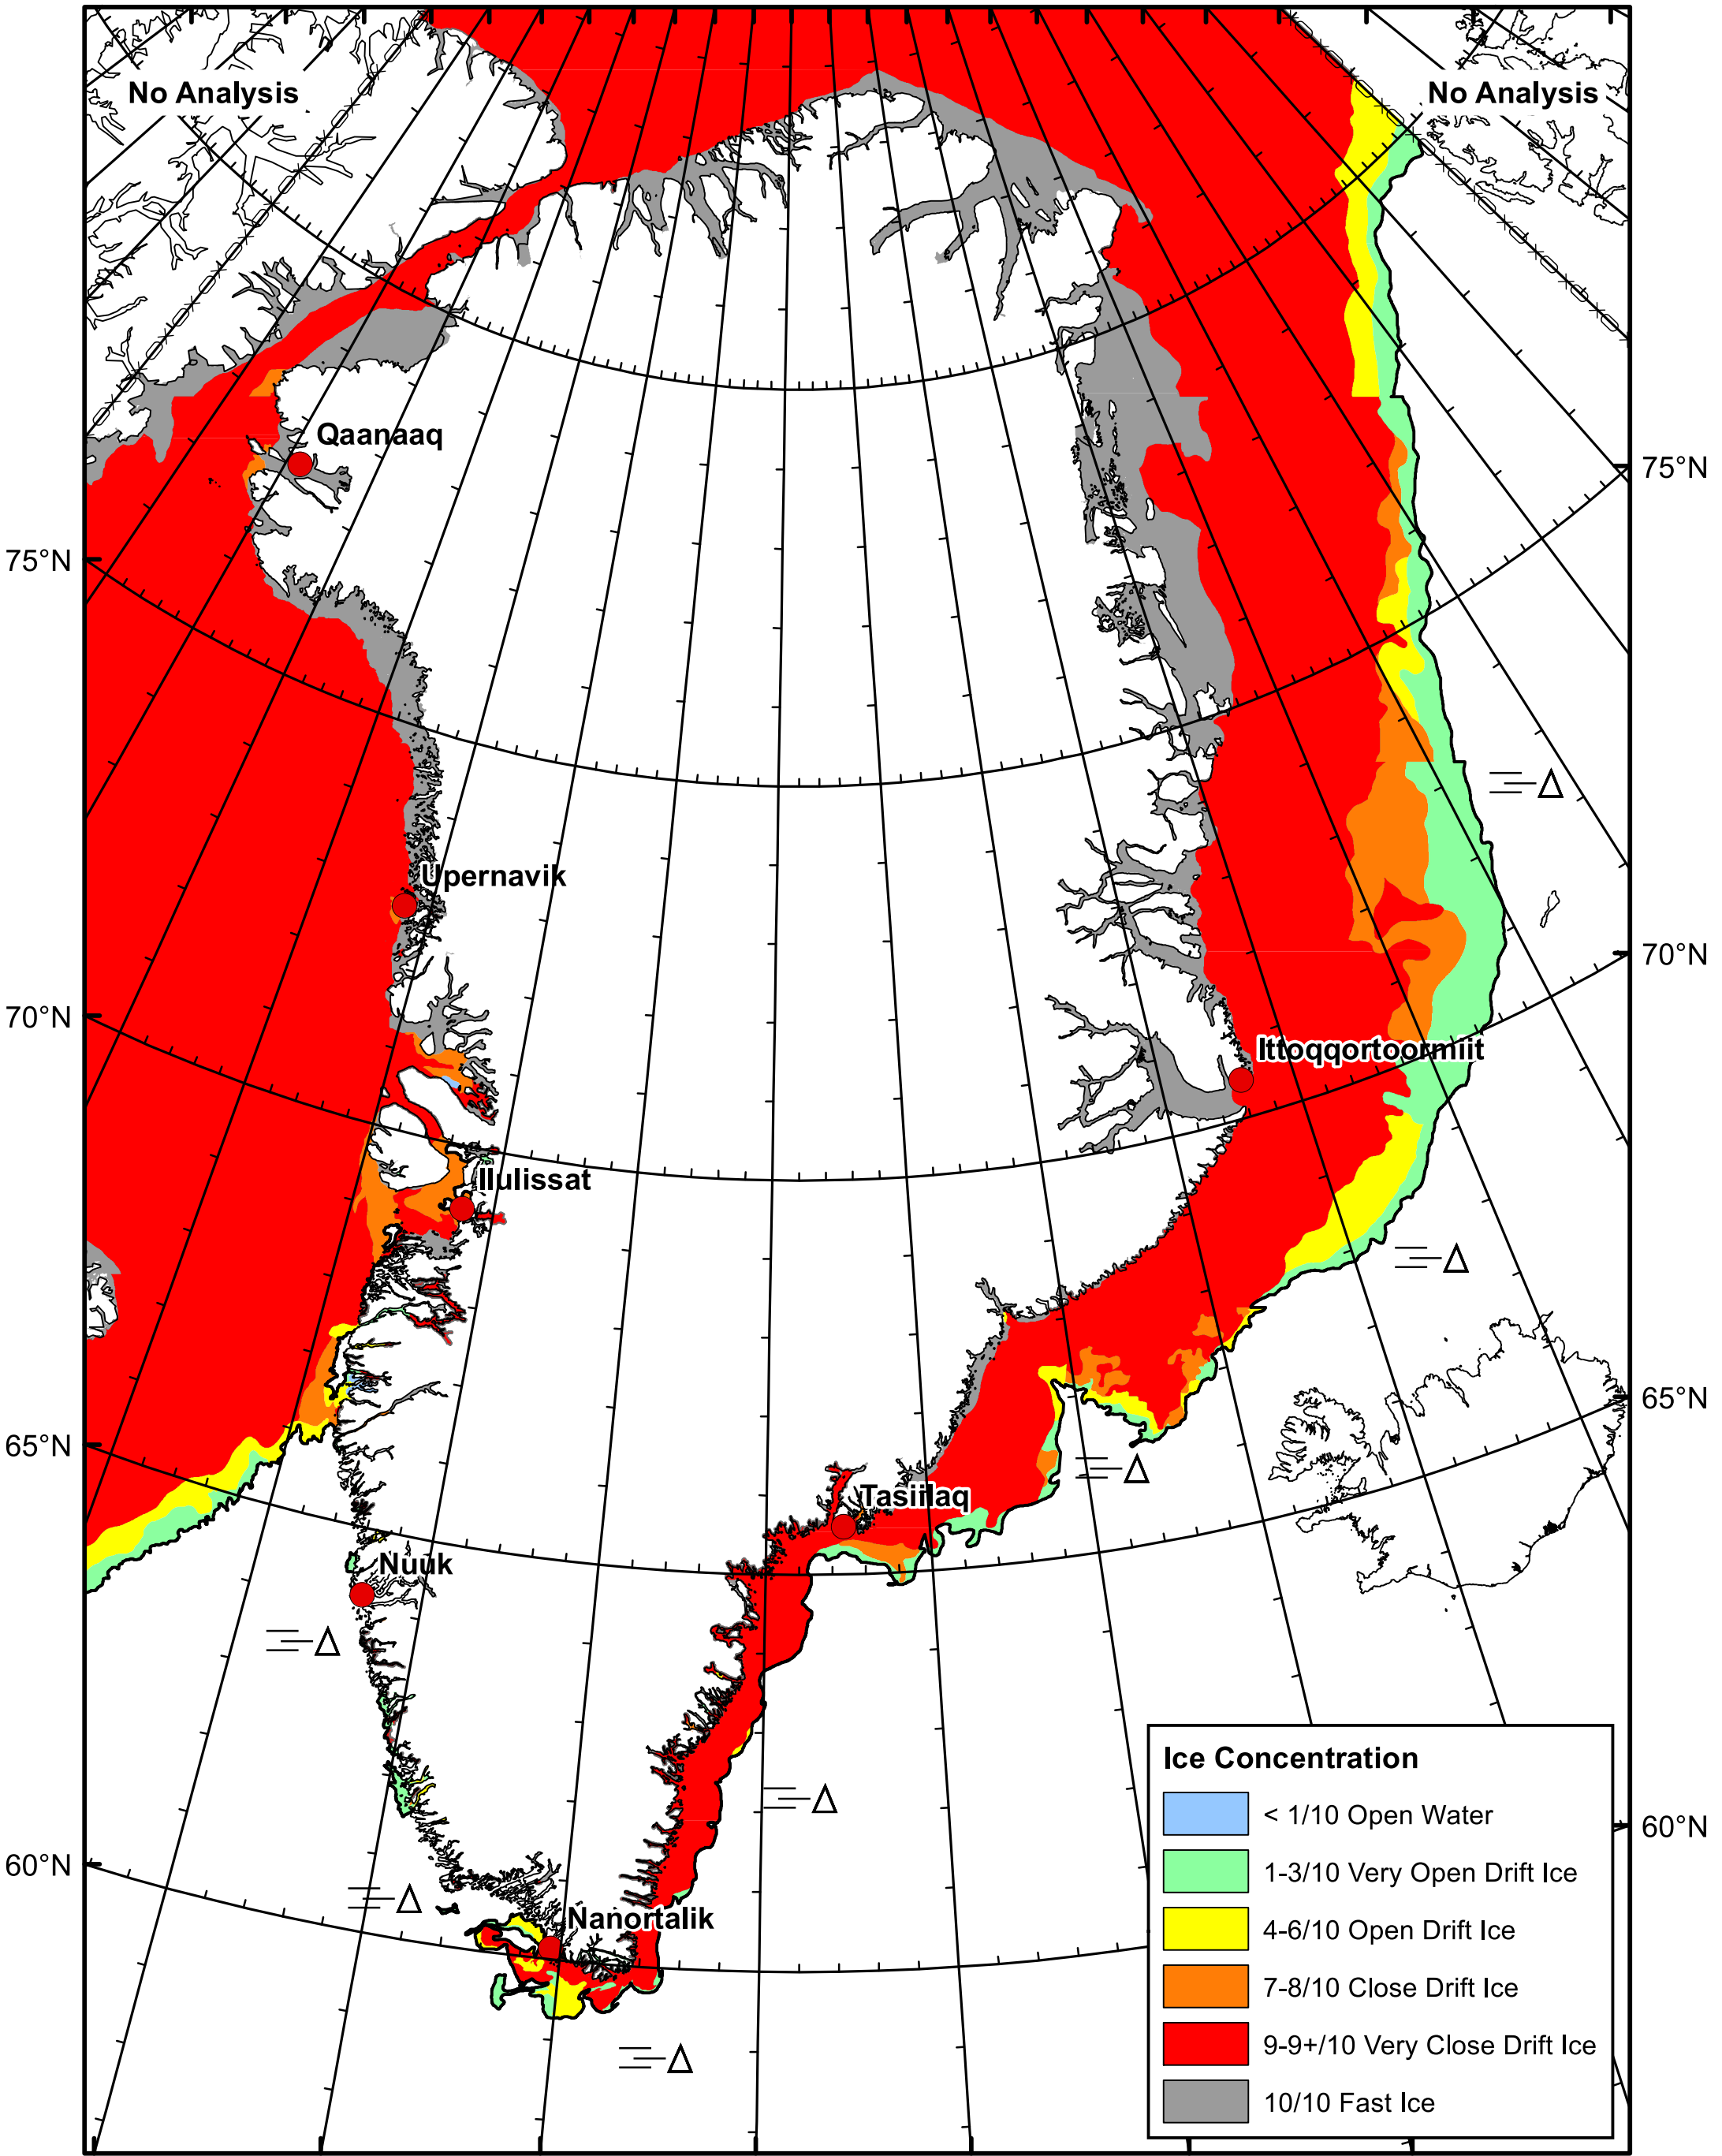 No Analysis
No Analysis
Qaanaaq
75°N
75°N
Upernavik
70°N
70°N
Ittoqqortoormiit
Ilulissat
65°N
65°N
Tasiilaq
Nuuk
60°N
60°N
Nanortalik
Ice Concentration
< 1/10 Open Water
1-3/10 Very Open Drift Ice
4-6/10 Open Drift Ice
7-8/10 Close Drift Ice
9-9+/10 Very Close Drift Ice
10/10 Fast Ice